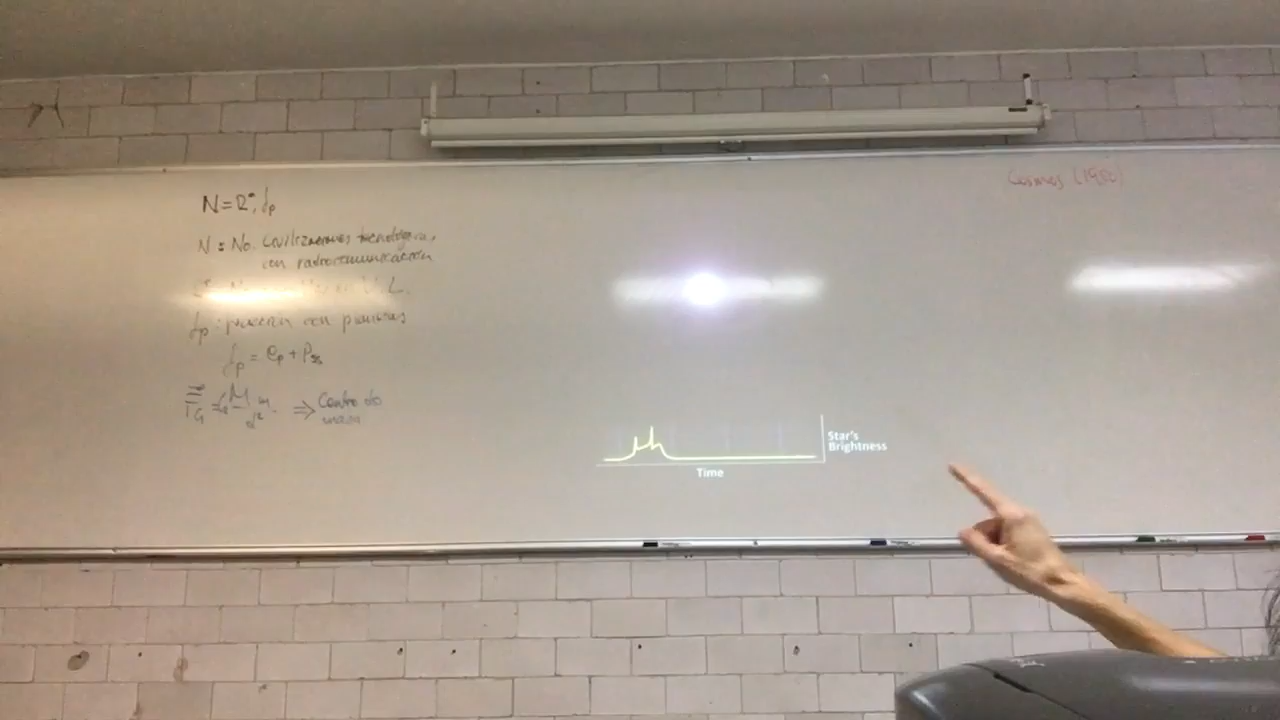 N = R*, fp
N = No. Civilizaciones tecnológicas,
con radiocomunicación
fp : fracción con planetas
fp = ep + Pss
M m
d²
⇒ Centro de
masa
Cosmos (1980)
Star's
Brightness
Time